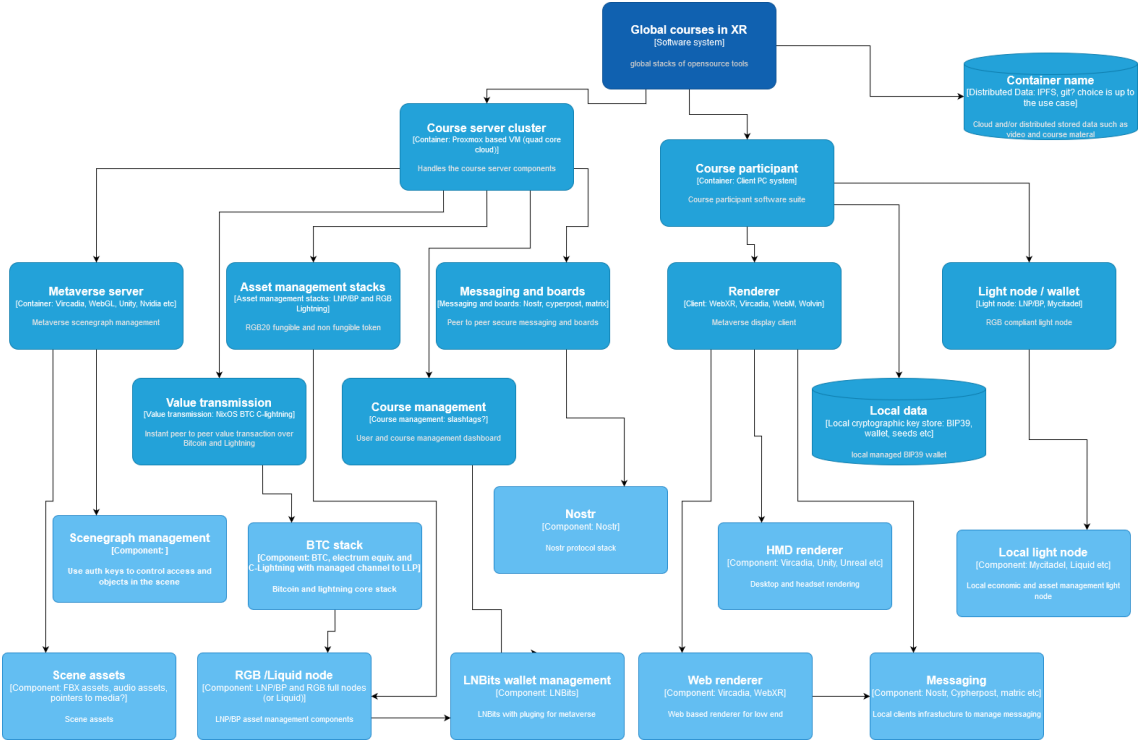 Global courses in XR
[Software system]
global stacks of opensource tools
Container name
[Distributed Data: IPFS, git? choice is up to
the use case]
Cloud and/or distributed stored data such as
video and course materal
Course server cluster
[Container: Proxmox based VM (quad core
cloud)]
Handles the course server components
Course participant
[Container: Client PC system]
Course participant software suite
Metaverse server
[Container: Vircadia, WebGL, Unity, Nvidia etc]
Metaverse scenegraph management
Asset management stacks
[Asset management stacks: LNP/BP and RGB
Lightning]
RGB20 fungible and non fungible token
Messaging and boards
[Messaging and boards: Nostr, cyperpost, matrix]
Peer to peer secure messaging and boards
Renderer
[Client: WebXR, Vircadia, WebM, Wolvin]
Metaverse display client
Light node / wallet
[Light node: LNP/BP, Mycitadel]
RGB compliant light node
Value transmission
[Value transmission: NixOS BTC C-lightning]
Instant peer to peer value transaction over
Bitcoin and Lightning
Course management
[Course management: slashtags?]
User and course management dashboard
Local data
[Local cryptographic key store: BIP39,
wallet, seeds etc]
local managed BIP39 wallet
Scenegraph management
[Component: ]
Use auth keys to control access and
objects in the scene
BTC stack
[Component: BTC, electrum equiv. and
C-Lightning with managed channel to LLP]
Bitcoin and lightning core stack
Nostr
[Component: Nostr]
Nostr protocol stack
HMD renderer
[Component: Vircadia, Unity, Unreal etc]
Desktop and headset rendering
Local light node
[Component: Mycitadel, Liquid etc]
Local economic and asset management light
node
Scene assets
[Component: FBX assets, audio assets,
pointers to media?]
Scene assets
RGB /Liquid node
[Component: LNP/BP and RGB full nodes
(or Liquid)]
LNP/BP asset management components
LNBits wallet management
[Component: LNBits]
LNBits with pluging for metaverse
Web renderer
[Component: Vircadia, WebXR]
Web based renderer for low end
Messaging
[Component: Nostr, Cypherpost, matric etc]
Local clients infrastucture to manage messaging